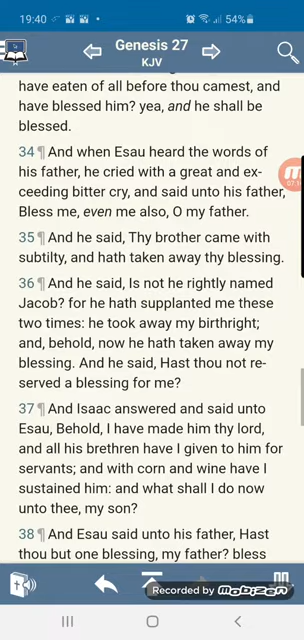 19:40
54%
Genesis 27
KJV
have eaten of all before thou camest, and
have blessed him? yea, and he shall be
blessed.
34 ¶ And when Esau heard the words of
his father, he cried with a great and ex-
ceeding bitter cry, and said unto his father,
Bless me, even me also, O my father.
35 ¶ And he said, Thy brother came with
subtilty, and hath taken away thy blessing.
36 ¶ And he said, Is not he rightly named
Jacob? for he hath supplanted me these
two times: he took away my birthright;
and, behold, now he hath taken away my
blessing. And he said, Hast thou not re-
served a blessing for me?
37 ¶ And Isaac answered and said unto
Esau, Behold, I have made him thy lord,
and all his brethren have I given to him for
servants; and with corn and wine have I
sustained him: and what shall I do now
unto thee, my son?
38 ¶ And Esau said unto his father, Hast
thou but one blessing, my father? bless
Recorded by Mobizen